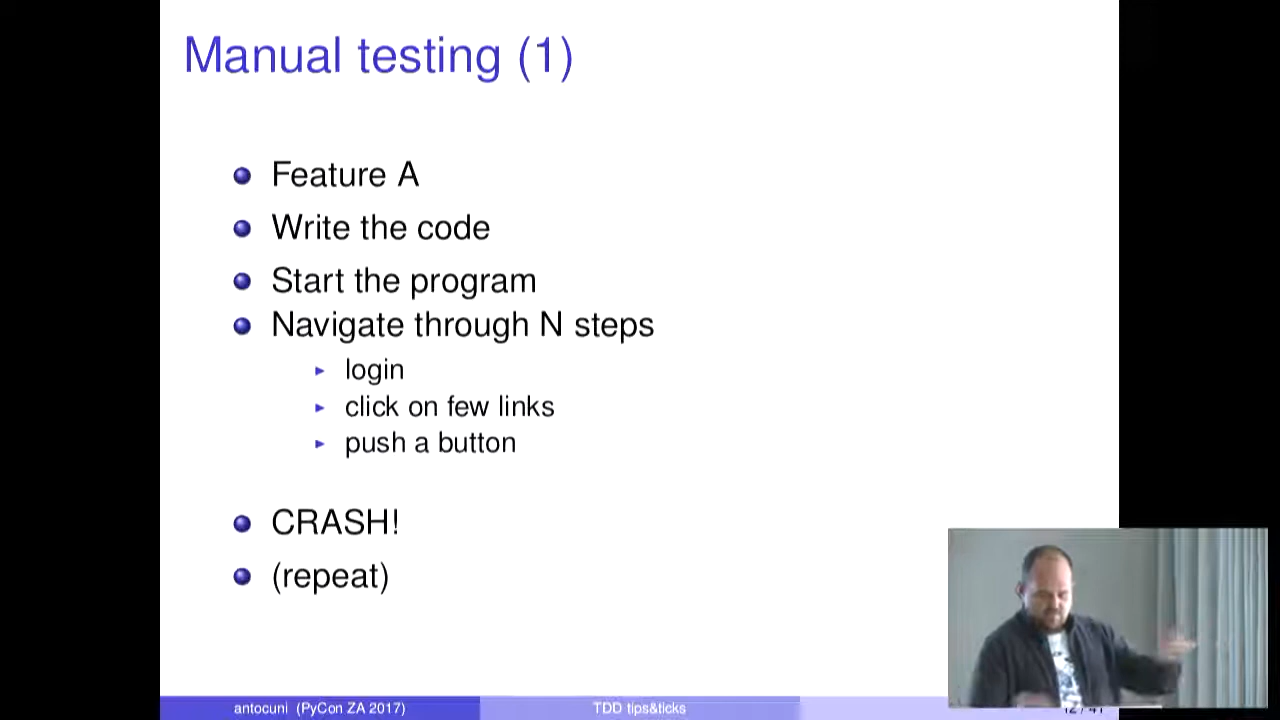 Manual testing (1)
Feature A
Write the code
Start the program
Navigate through N steps
login
click on few links
push a button
CRASH!
(repeat)
antocuni (PyCon ZA 2017)
TDD tips&ticks